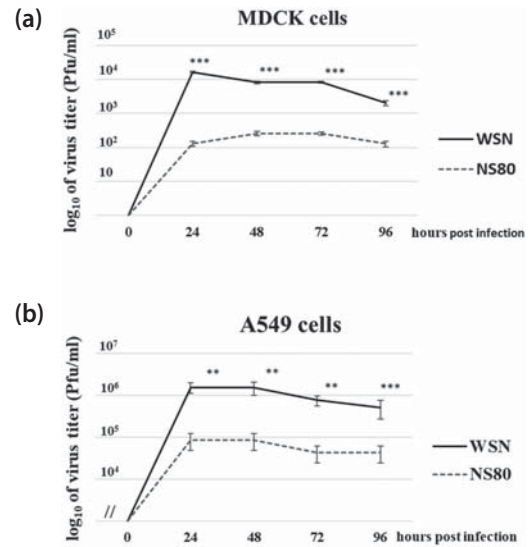 (a)
MDCK cells
log₁₀ of virus titer (Pfu/ml)
10⁵
10⁴
10³
10²
10
*** *** *** ***
WSN
NS80
0 24 48 72 96 hours post infection
(b)
A549 cells
log₁₀ of virus titer (Pfu/ml)
10⁷
10⁶
10⁵
10⁴
//
** ** ** ***
WSN
NS80
0 24 48 72 96 hours post infection